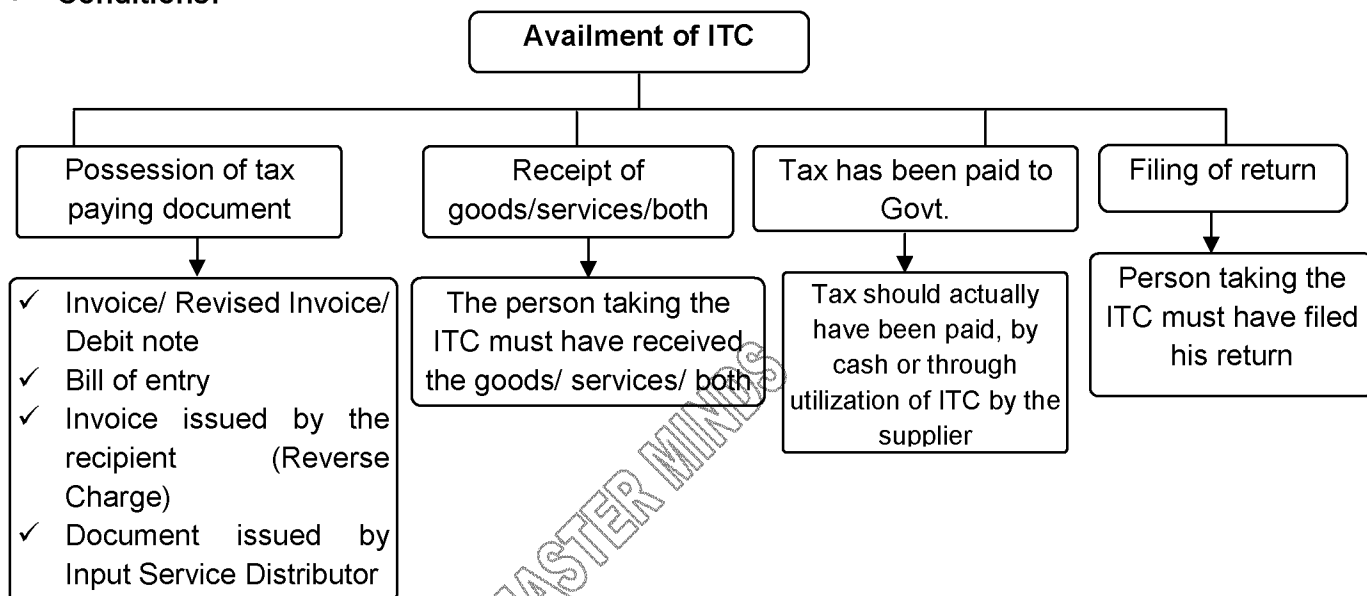 Conditions:
Availment of ITC
Possession of tax
paying document
Receipt of
goods/services/both
Tax has been paid to
Govt.
Filing of return
✓ Invoice/ Revised Invoice/
Debit note
✓ Bill of entry
✓ Invoice issued by the
recipient (Reverse
Charge)
✓ Document issued by
Input Service Distributor
The person taking the
ITC must have received
the goods/ services/ both
Tax should actually
have been paid, by
cash or through
utilization of ITC by the
supplier
Person taking the
ITC must have filed
his return
MASTER MINDS